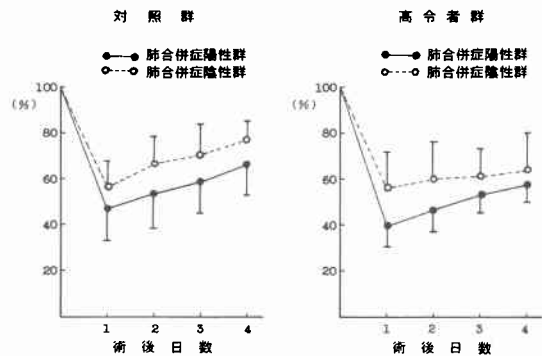 対照群
肺合併症陽性群
肺合併症陰性群
100
(%)
80
60
40
20
1 2 3 4
術後日数
高令者群
肺合併症陽性群
肺合併症陰性群
100
(%)
80
60
40
20
1 2 3 4
術後日数